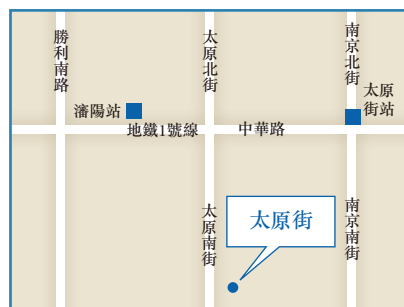 勝利南路
太原北街
南京北街
太原
街站
瀋陽站
地鐵1號線
中華路
太原南街
太原街
南京南街